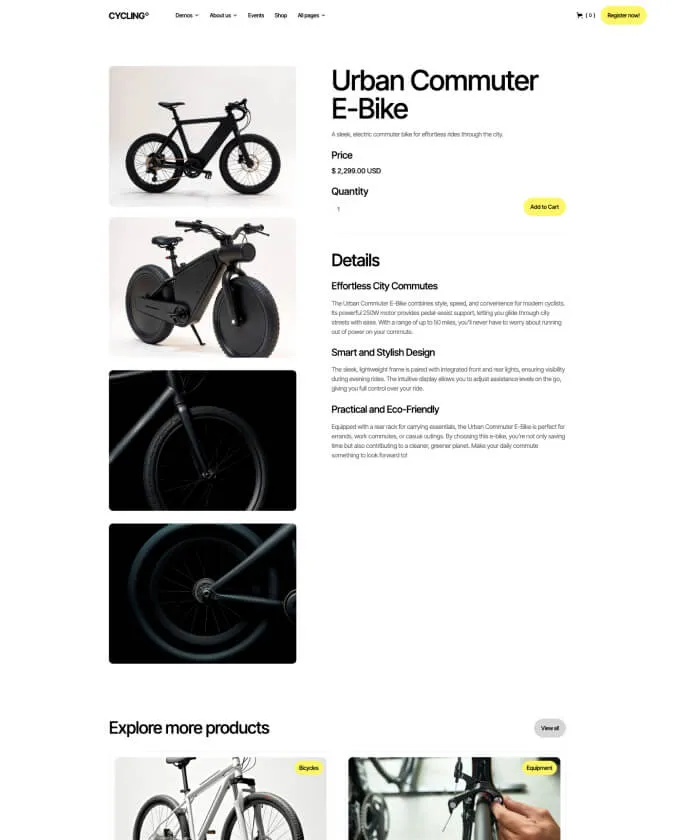 CYCLING°
Demos
About us
Events
Shop
All pages
( 0 )
Register now!
Urban Commuter
E-Bike
A sleek, electric commuter bike for effortless rides through the city.
Price
$ 2,299.00 USD
Quantity
1
Add to Cart
Details
Effortless City Commutes
The Urban Commuter E-Bike combines style, speed, and convenience for modern cyclists.
Its powerful 250W motor provides pedal-assist support, letting you glide through city
streets with ease. With a range of up to 50 miles, you'll never have to worry about running
out of power on your commute.
Smart and Stylish Design
The sleek, lightweight frame is paired with integrated front and rear lights, ensuring visibility
during evening rides. The intuitive display allows you to adjust assistance levels on the go,
giving you full control over your ride.
Practical and Eco-Friendly
Equipped with a rear rack for carrying essentials, the Urban Commuter E-Bike is perfect for
errands, work commutes, or casual outings. By choosing this e-bike, you're not only saving
time but also contributing to a cleaner, greener planet. Make your daily commute
something to look forward to!
Explore more products
View all
Bicycles
Equipment